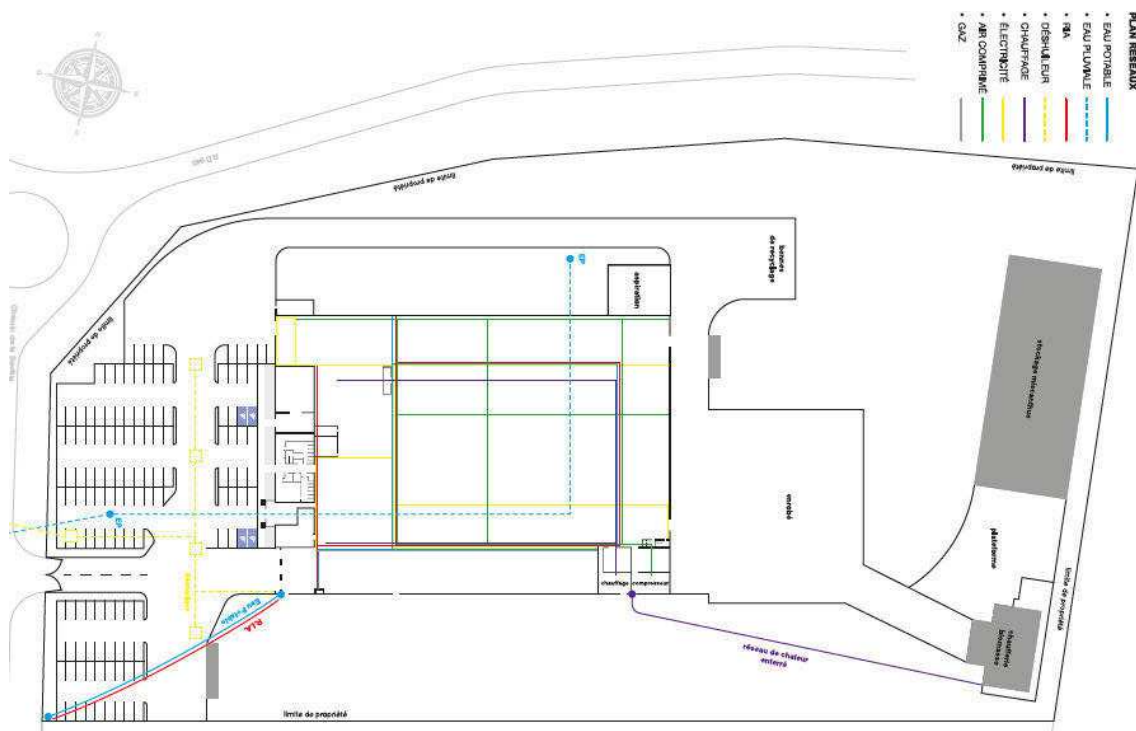 PLAN RESEAUX
• EAU POTABLE
• EAU PLUVIALE
• RIA
• DÉSHUILEUR
• CHAUFFAGE
• ÉLECTRICITÉ
• AIR COMPRIMÉ
• GAZ
R.D 940
limite de propriété
limite de propriété
limite de propriété
bennes
de recyclage
EP
aspiration
stockage miscanthus
enrobé
plateforme
limite de propriété
EP
chauffage
compresseur
chaufferie
biomasse
Eau Potable
R.I.A
réseau de chaleur
enterré
limite de propriété